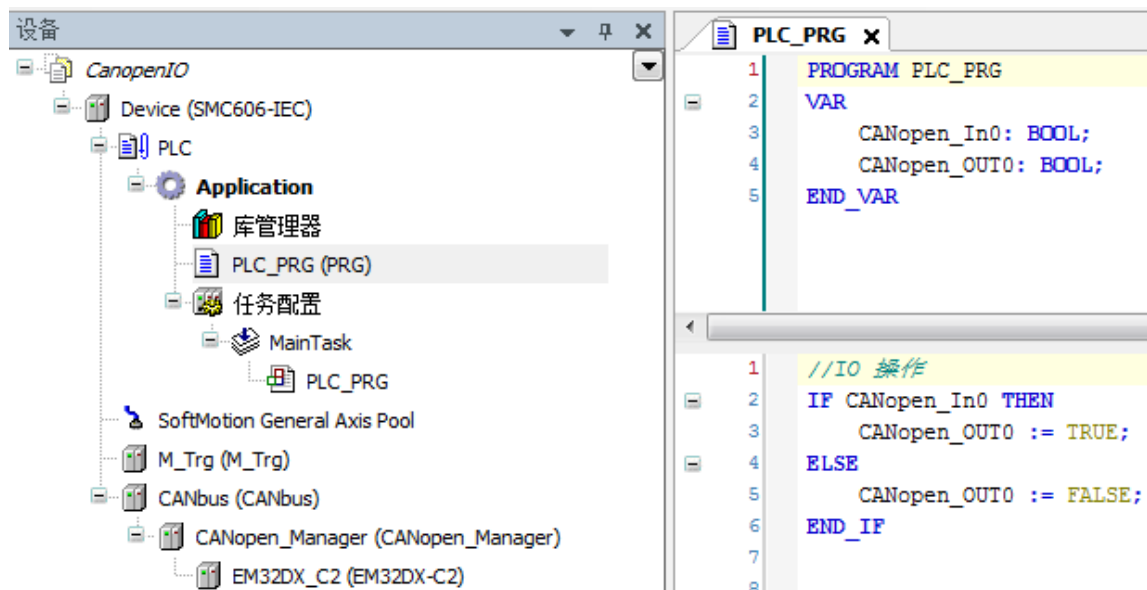 设备
CanopenIO
Device (SMC606-IEC)
PLC
Application
库管理器
PLC_PRG (PRG)
任务配置
MainTask
PLC_PRG
SoftMotion General Axis Pool
M_Trg (M_Trg)
CANbus (CANbus)
CANopen_Manager (CANopen_Manager)
EM32DX_C2 (EM32DX-C2)
PLC_PRG
1 PROGRAM PLC_PRG
2 VAR
3 CANopen_In0: BOOL;
4 CANopen_OUT0: BOOL;
5 END_VAR
1 //IO 操作
2 IF CANopen_In0 THEN
3 CANopen_OUT0 := TRUE;
4 ELSE
5 CANopen_OUT0 := FALSE;
6 END_IF
7
8